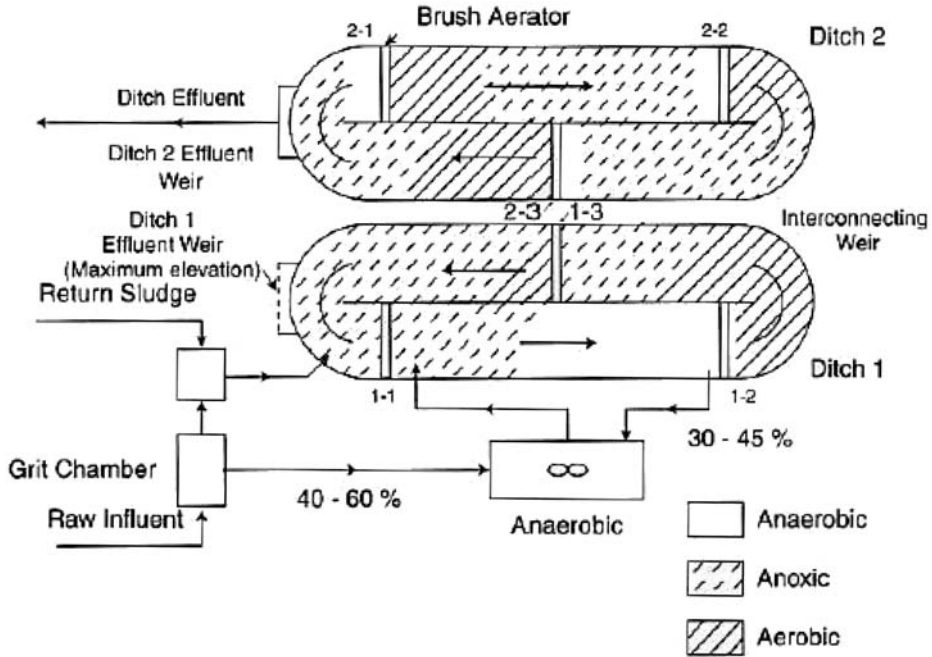 Brush Aerator
2-1
2-2
Ditch 2
Ditch Effluent
Ditch 2 Effluent
Weir
2-3
1-3
Ditch 1
Effluent Weir
(Maximum elevation)
Interconnecting
Weir
Return Sludge
Ditch 1
1-1
1-2
30 - 45 %
Grit Chamber
40 - 60 %
Raw Influent
Anaerobic
Anaerobic
Anoxic
Aerobic